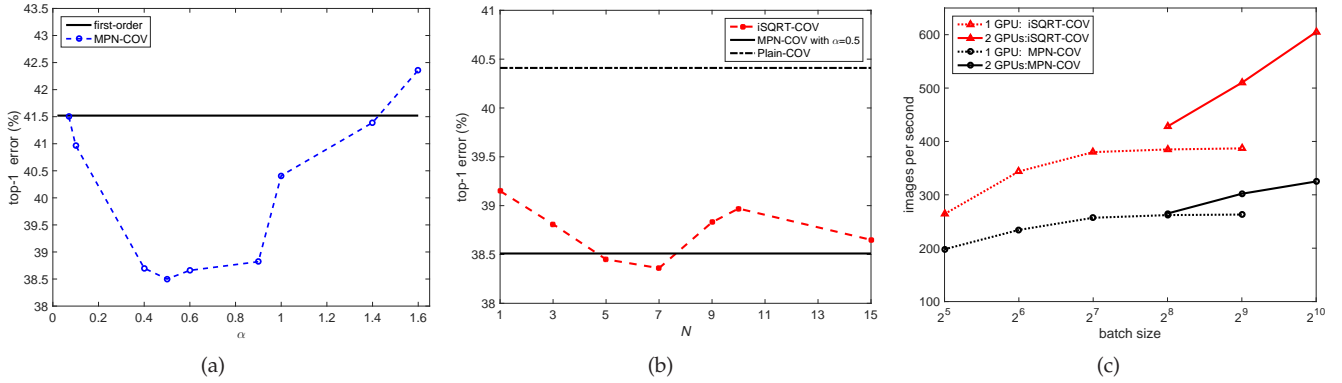 43.5
43
42.5
42
41.5
41
40.5
40
39.5
39
38.5
38
top-1 error (%)
first-order
MPN-COV
0
0.2
0.4
0.6
0.8
1
1.2
1.4
1.6
α
(a)
41
40.5
40
39.5
39
38.5
38
top-1 error (%)
iSQRT-COV
MPN-COV with α=0.5
Plain-COV
1
3
5
7
9
11
13
15
N
(b)
600
500
400
300
200
100
images per second
1 GPU: iSQRT-COV
2 GPUs:iSQRT-COV
1 GPU: MPN-COV
2 GPUs:MPN-COV
2^5
2^6
2^7
2^8
2^9
2^10
batch size
(c)